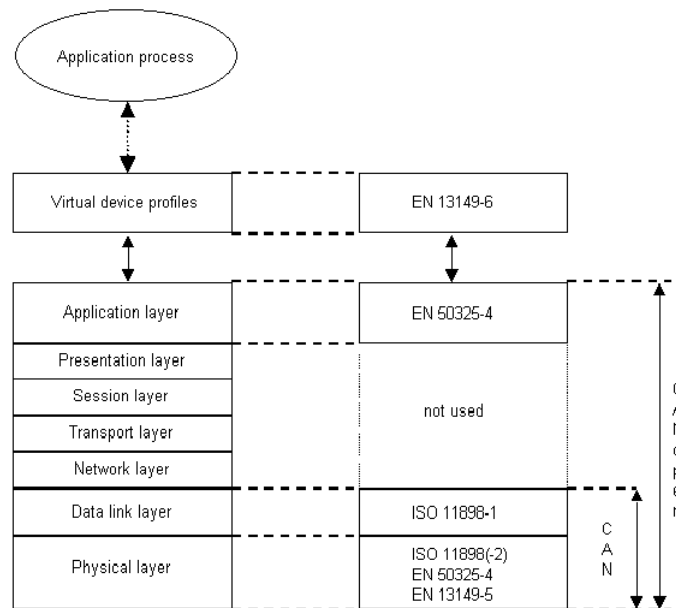 Application process
Virtual device profiles
EN 13149-6
Application layer
EN 50325-4
Presentation layer
Session layer
Transport layer
Network layer
not used
Data link layer
ISO 11898-1
Physical layer
ISO 11898(-2)
EN 50325-4
EN 13149-5
C
A
N